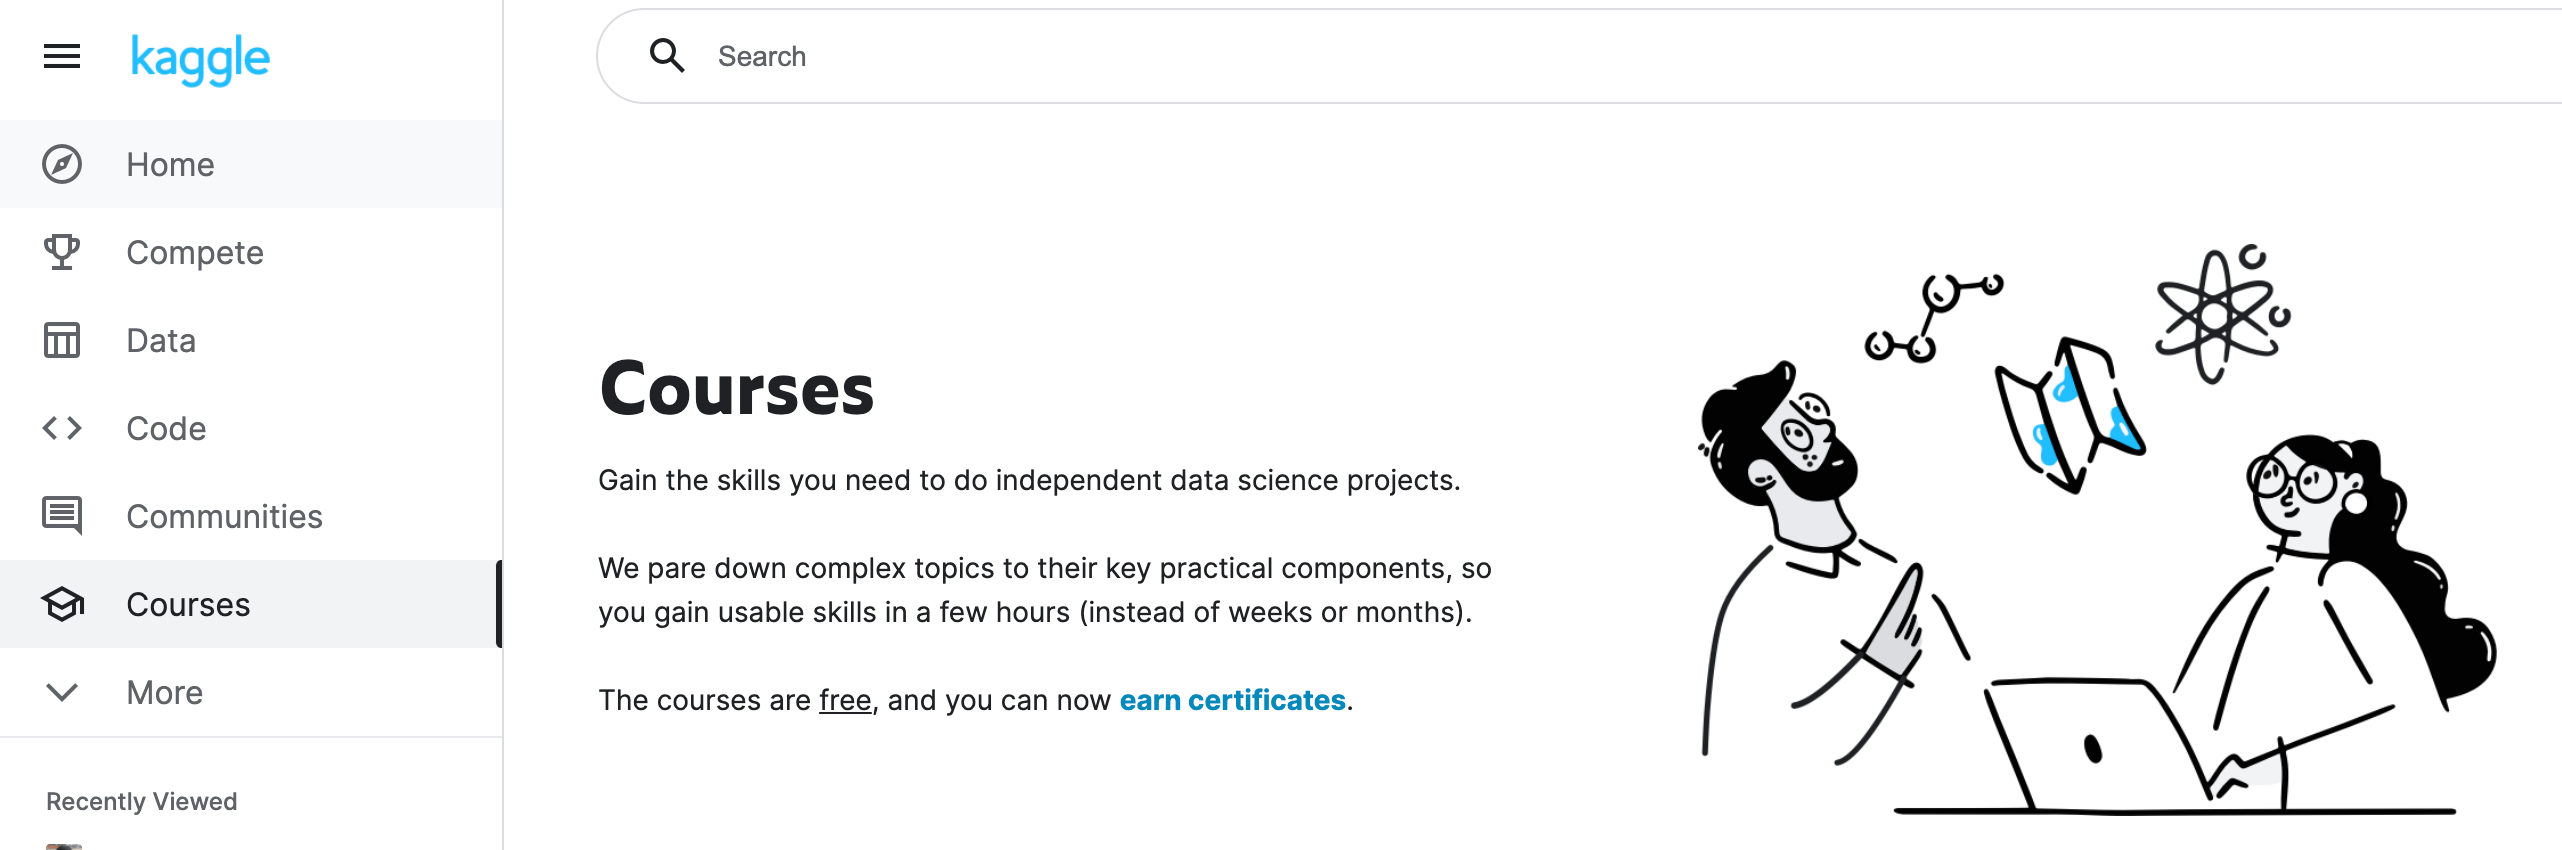 kaggle
Search
Home
Compete
Data
Code
Communities
Courses
More
Recently Viewed
Courses
Gain the skills you need to do independent data science projects.
We pare down complex topics to their key practical components, so
you gain usable skills in a few hours (instead of weeks or months).
The courses are free, and you can now earn certificates.